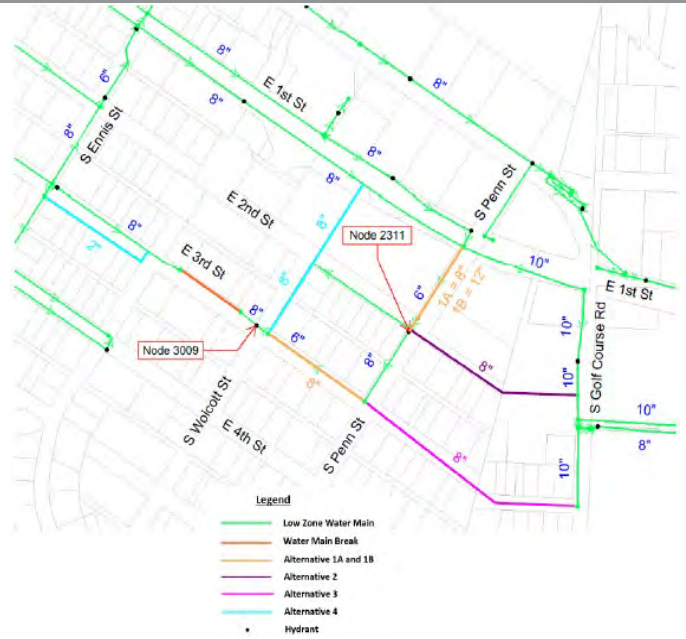 8"
E 1st St
8"
6"
8"
8"
S Ennis St
8"
S Penn St
E 2nd St
8"
Node 2311
8"
E 3rd St
2"
8"
6"
1A = 8"
1B = 12"
10"
E 1st St
10"
S Golf Course Rd
8"
6"
8"
Node 3009
8"
8"
10"
10"
8"
S Wolcott St
E 4th St
S Penn St
8"
10"
Legend
Low Zone Water Main
Water Main Break
Alternative 1A and 1B
Alternative 2
Alternative 3
Alternative 4
Hydrant